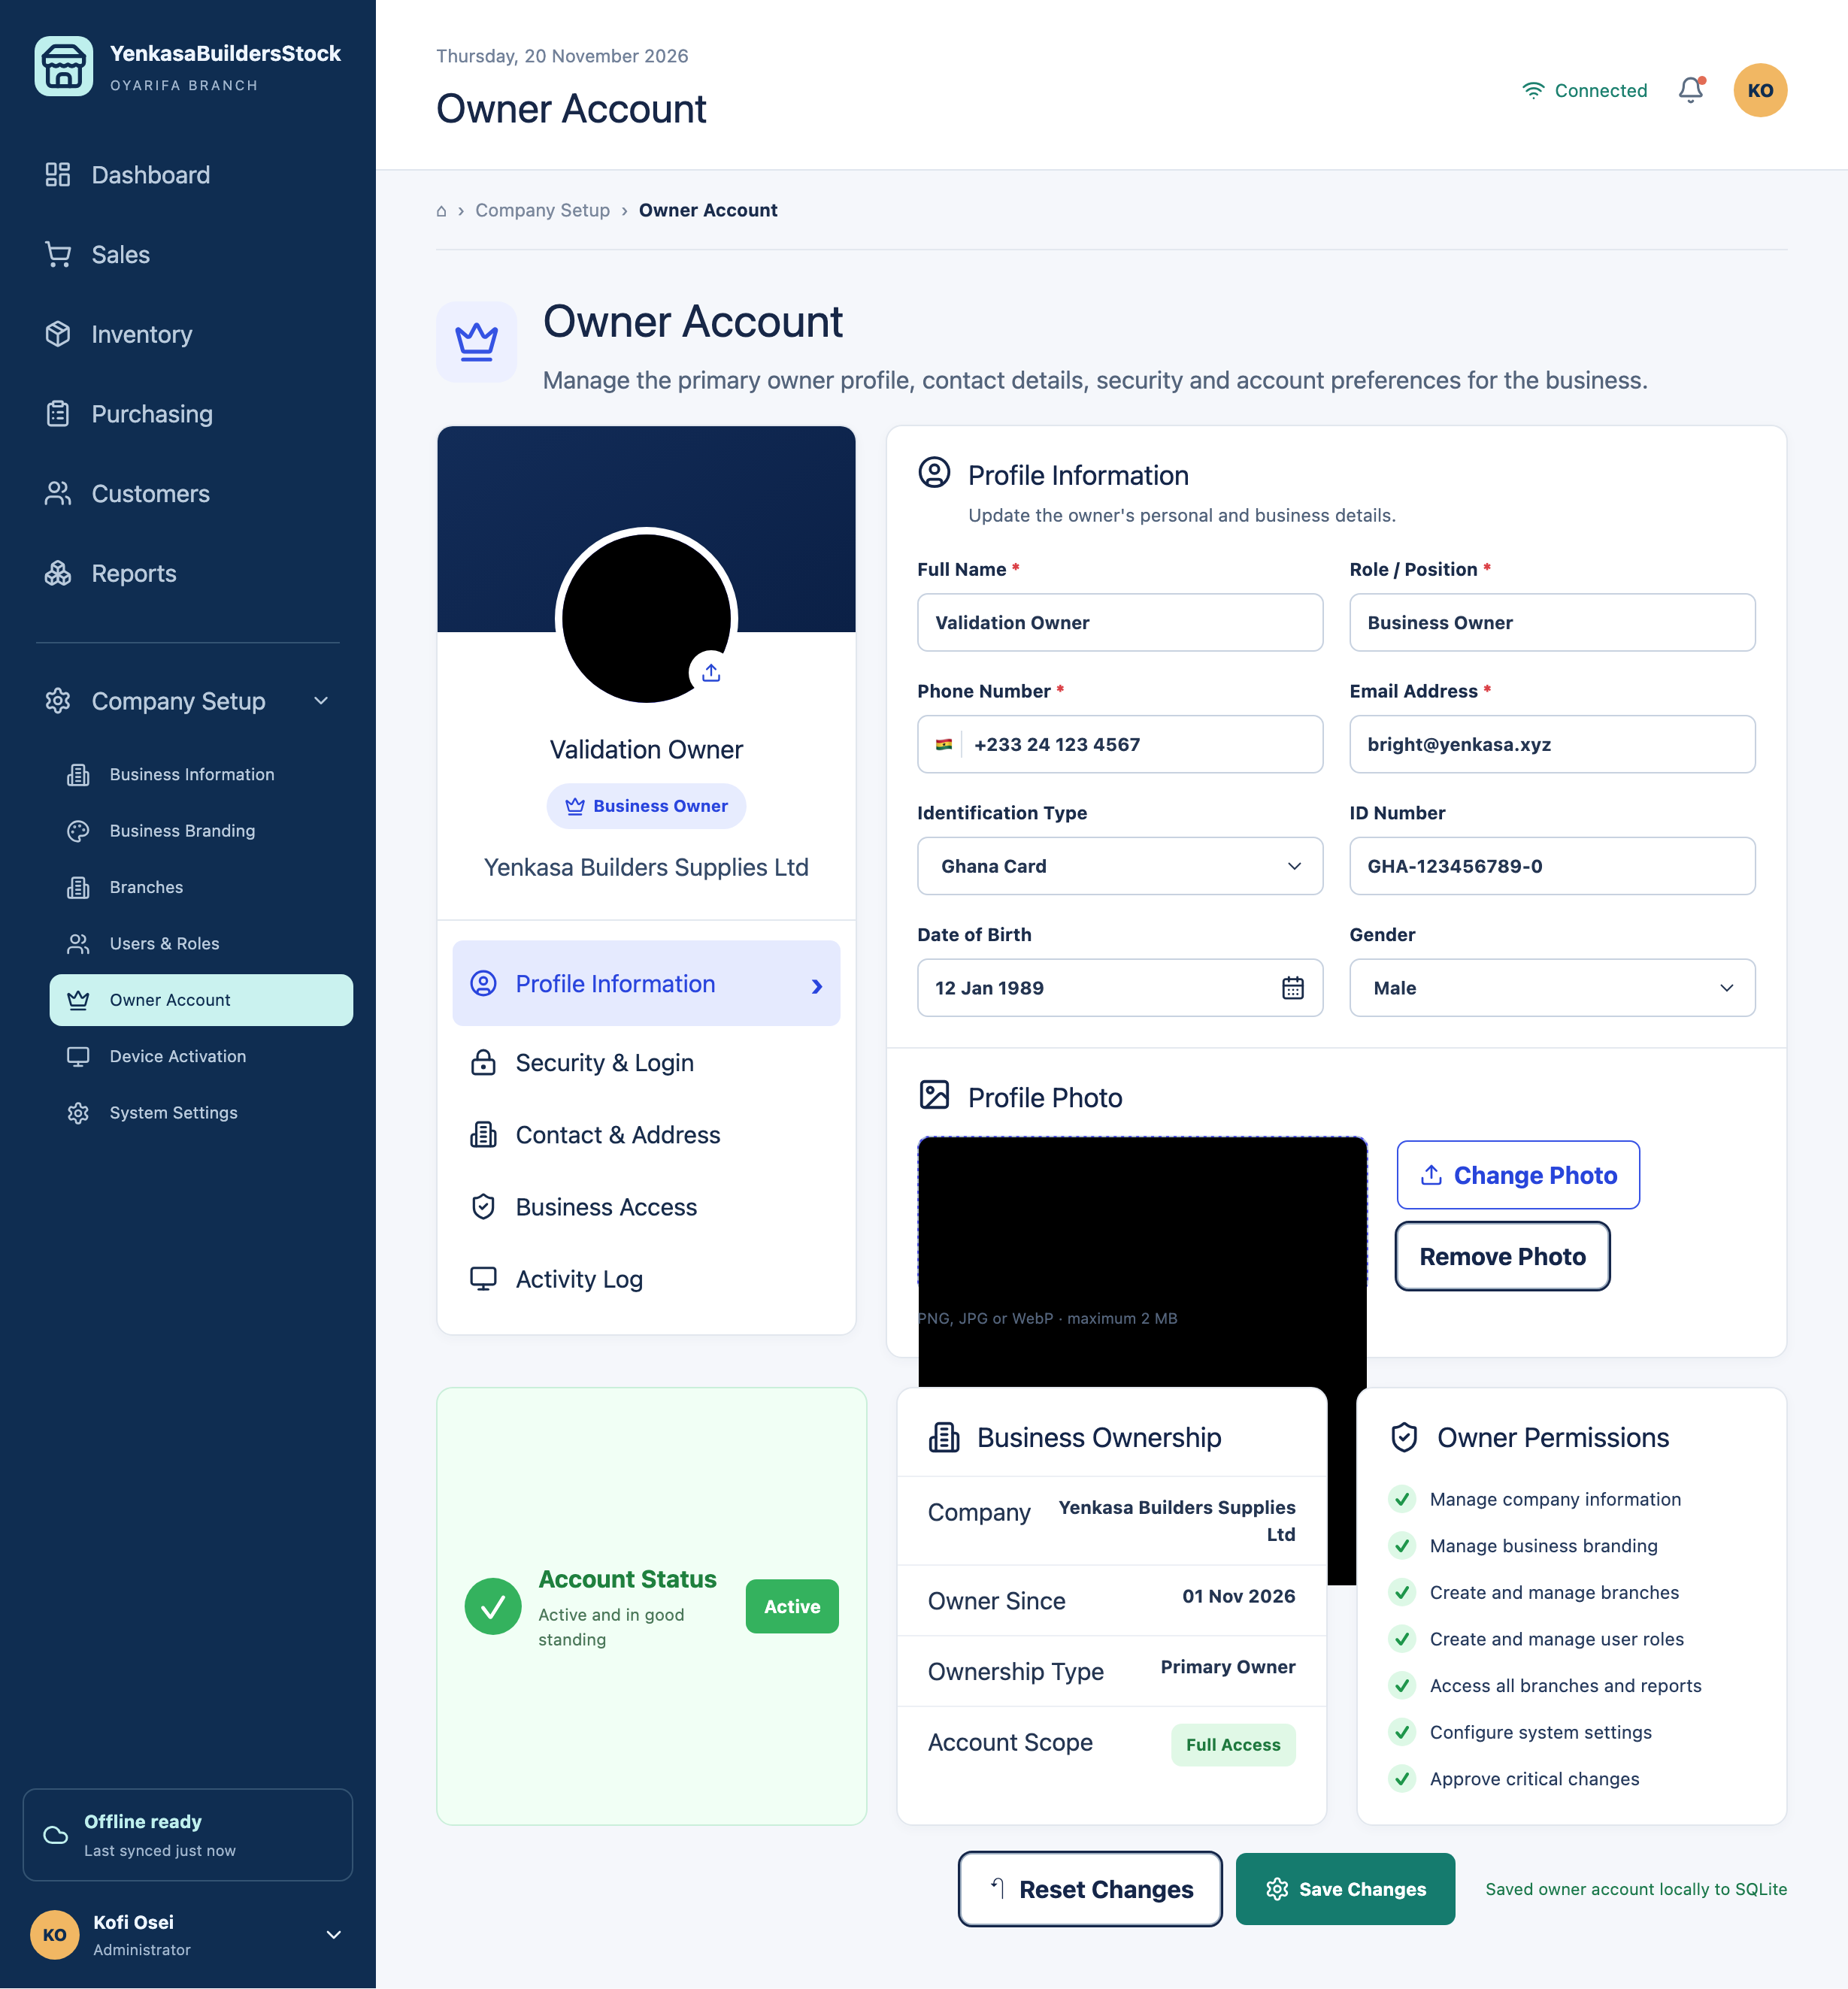 YenkasaBuildersStock
OYARIFA BRANCH
Dashboard
Sales
Inventory
Purchasing
Customers
Reports
Company Setup
Business Information
Business Branding
Branches
Users & Roles
Owner Account
Device Activation
System Settings
Offline ready
Last synced just now
KO
Kofi Osei
Administrator
Thursday, 20 November 2026
Owner Account
Connected
KO
Company Setup › Owner Account
Owner Account
Manage the primary owner profile, contact details, security and account preferences for the business.
Validation Owner
Business Owner
Yenkasa Builders Supplies Ltd
Profile Information
Security & Login
Contact & Address
Business Access
Activity Log
Profile Information
Update the owner's personal and business details.
Full Name *
Validation Owner
Role / Position *
Business Owner
Phone Number *
+233 24 123 4567
Email Address *
bright@yenkasa.xyz
Identification Type
Ghana Card
ID Number
GHA-123456789-0
Date of Birth
12 Jan 1989
Gender
Male
Profile Photo
Change Photo
Remove Photo
PNG, JPG or WebP · maximum 2 MB
Account Status
Active and in good
standing
Active
Business Ownership
Company
Yenkasa Builders Supplies
Ltd
Owner Since
01 Nov 2026
Ownership Type
Primary Owner
Account Scope
Full Access
Owner Permissions
Manage company information
Manage business branding
Create and manage branches
Create and manage user roles
Access all branches and reports
Configure system settings
Approve critical changes
Reset Changes
Save Changes
Saved owner account locally to SQLite